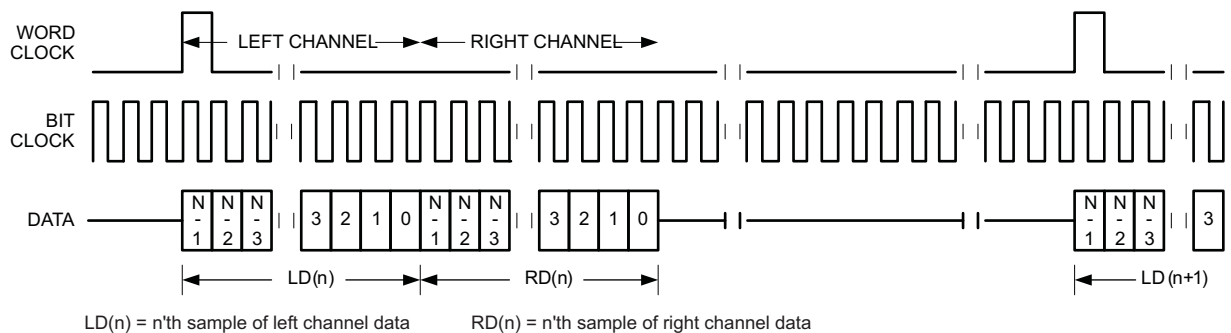 WORD
CLOCK
LEFT CHANNEL
RIGHT CHANNEL
BIT
CLOCK
DATA
N-1
N-2
N-3
3
2
1
0
N-1
N-2
N-3
3
2
1
0
N-1
N-2
N-3
3
LD(n)
RD(n)
LD (n+1)
LD(n) = n'th sample of left channel data
RD(n) = n'th sample of right channel data